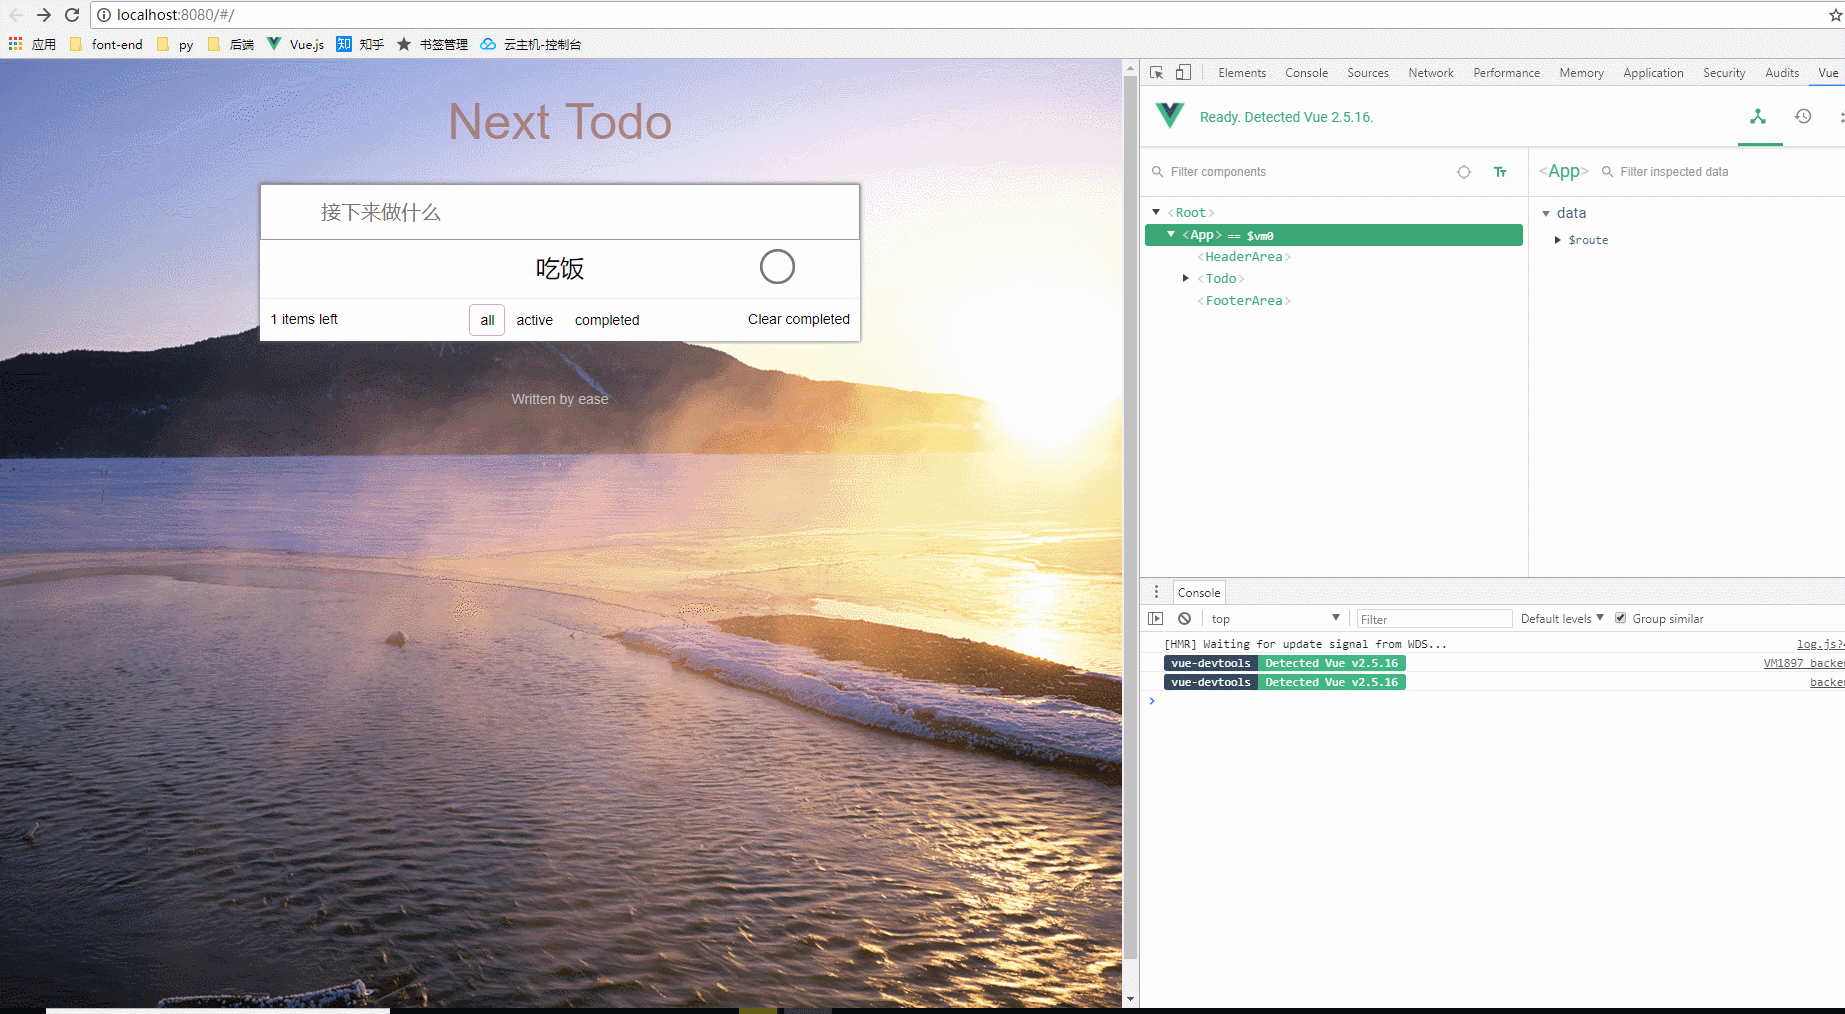 localhost:8080/#/
应用 font-end py 后端 Vue.js 知 知乎 书签管理 云主机-控制台
Next Todo
接下来做什么
吃饭
1 items left all active completed Clear completed
Written by ease
Elements Console Sources Network Performance Memory Application Security Audits Vue
Ready. Detected Vue 2.5.16.
Filter components
<Root>
<App> == $vm0
<HeaderArea>
<Todo>
<FooterArea>
<App> Filter inspected data
data
$route
Console
top Filter Default levels Group similar
[HMR] Waiting for update signal from WDS... log.js?
vue-devtools Detected Vue v2.5.16 VM1897 backe
vue-devtools Detected Vue v2.5.16 backe